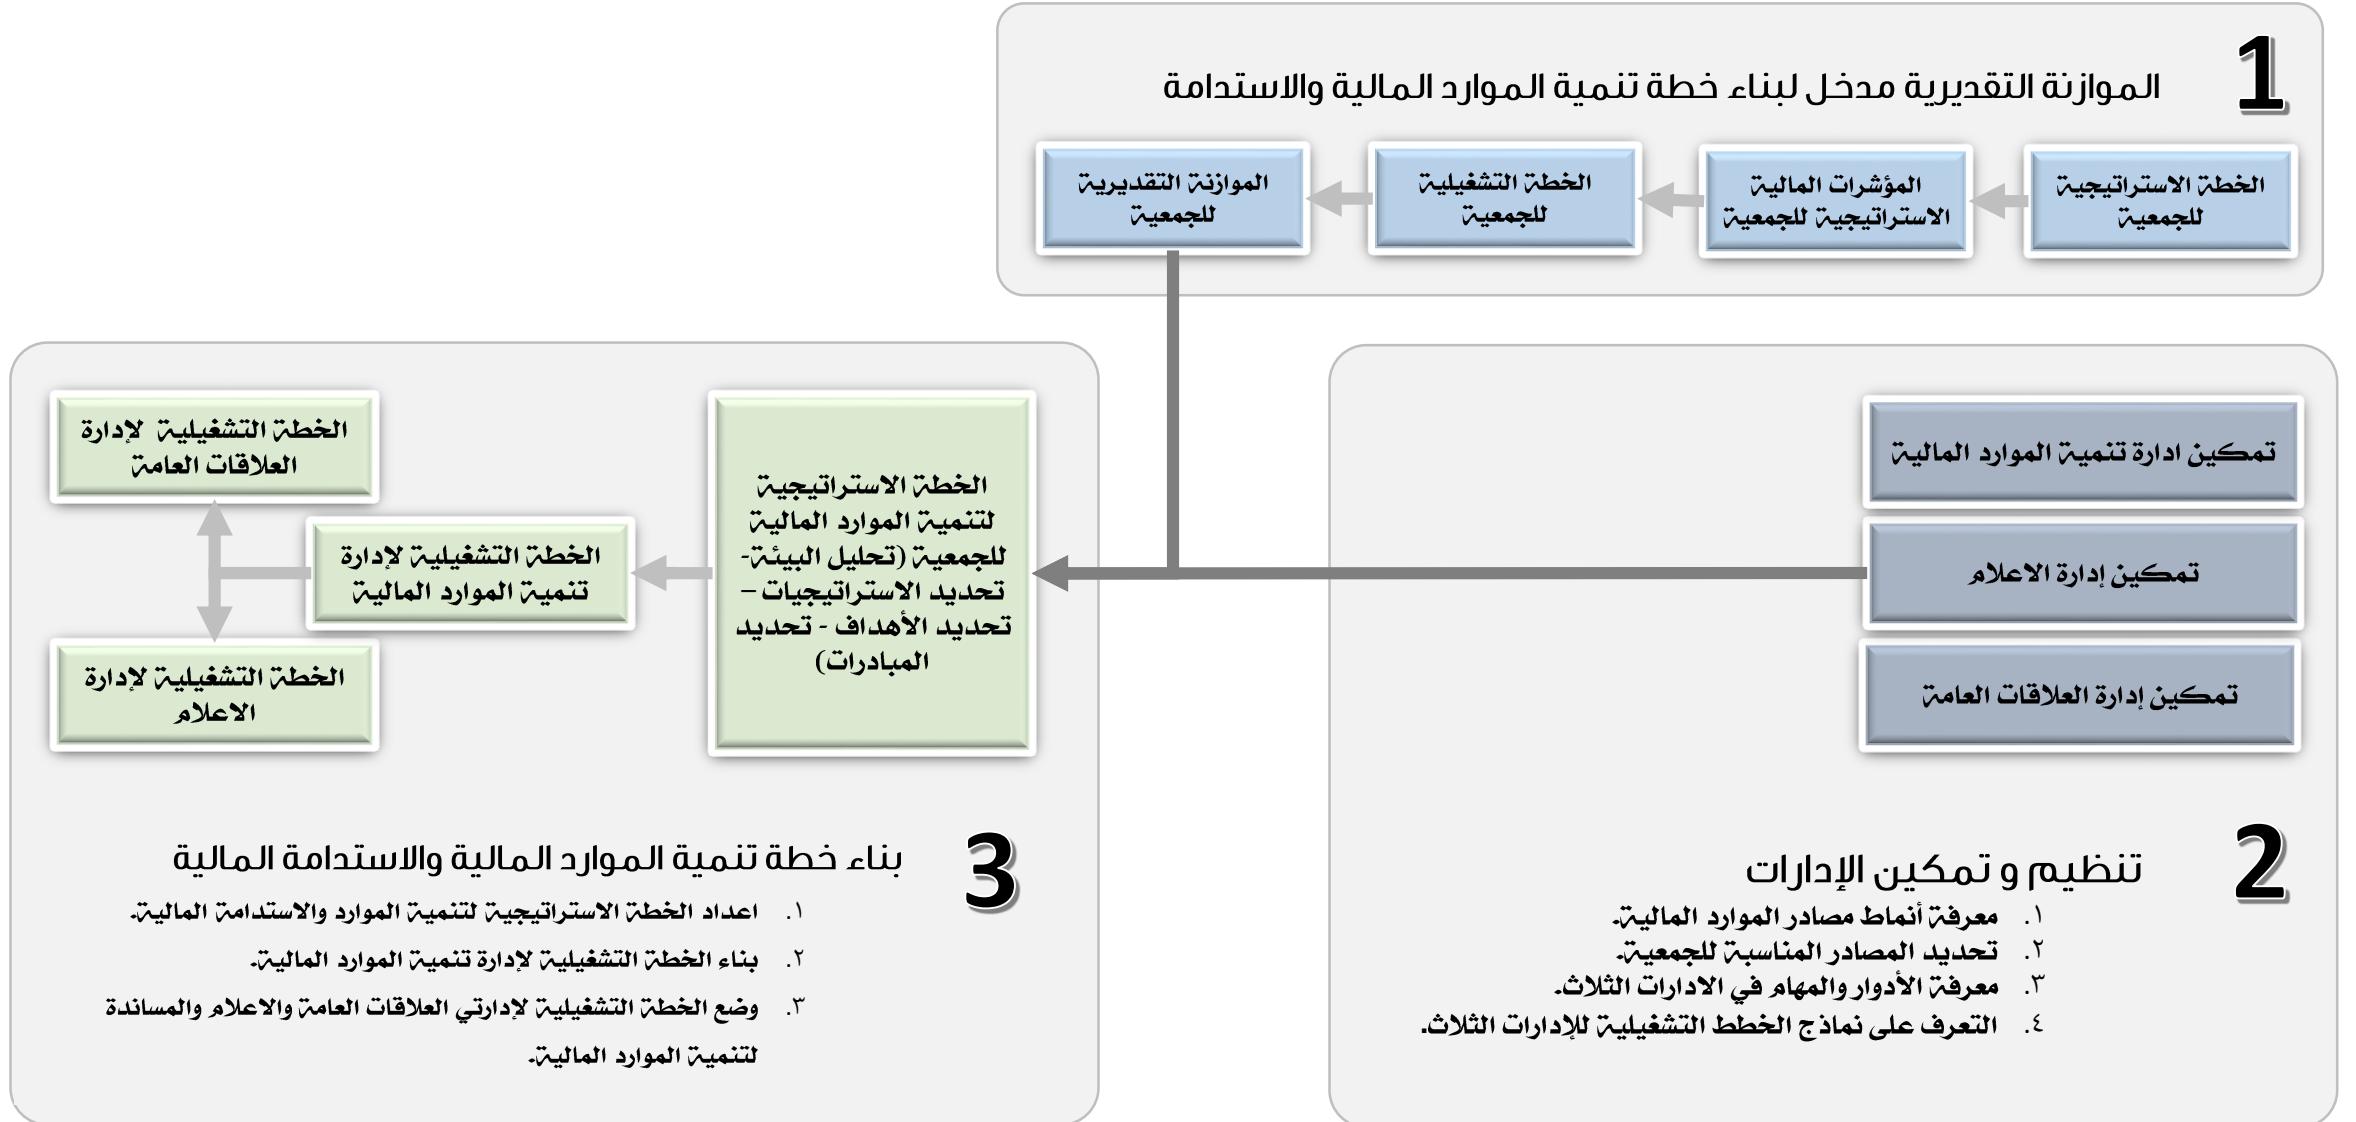 1
الموازنة التقديرية مدخل لبناء خطة تنمية الموارد المالية والاستدامة
الخطة الاستراتيجية
للجمعية
المؤشرات المالية
الاستراتيجية للجمعية
الخطة التشغيلية
للجمعية
الموازنة التقديرية
للجمعية
تمكين ادارة تنمية الموارد المالية
تمكين إدارة الاعلام
تمكين إدارة العلاقات العامة
2
تنظيم و تمكين الإدارات
١. معرفة أنماط مصادر الموارد المالية.
٢. تحديد المصادر المناسبة للجمعية.
٣. معرفة الأدوار والمهام في الادارات الثلاث.
٤. التعرف على نماذج الخطط التشغيلية للإدارات الثلاث.
الخطة الاستراتيجية
لتنمية الموارد المالية
للجمعية (تحليل البيئة-
تحديد الاستراتيجيات –
تحديد الأهداف - تحديد
المبادرات)
الخطة التشغيلية لإدارة
تنمية الموارد المالية
الخطة التشغيلية لإدارة
العلاقات العامة
الخطة التشغيلية لإدارة
الاعلام
3
بناء خطة تنمية الموارد المالية والاستدامة المالية
١. اعداد الخطة الاستراتيجية لتنمية الموارد والاستدامة المالية.
٢. بناء الخطة التشغيلية لإدارة تنمية الموارد المالية.
٣. وضع الخطة التشغيلية لإدارتي العلاقات العامة والاعلام والمساندة
لتنمية الموارد المالية.